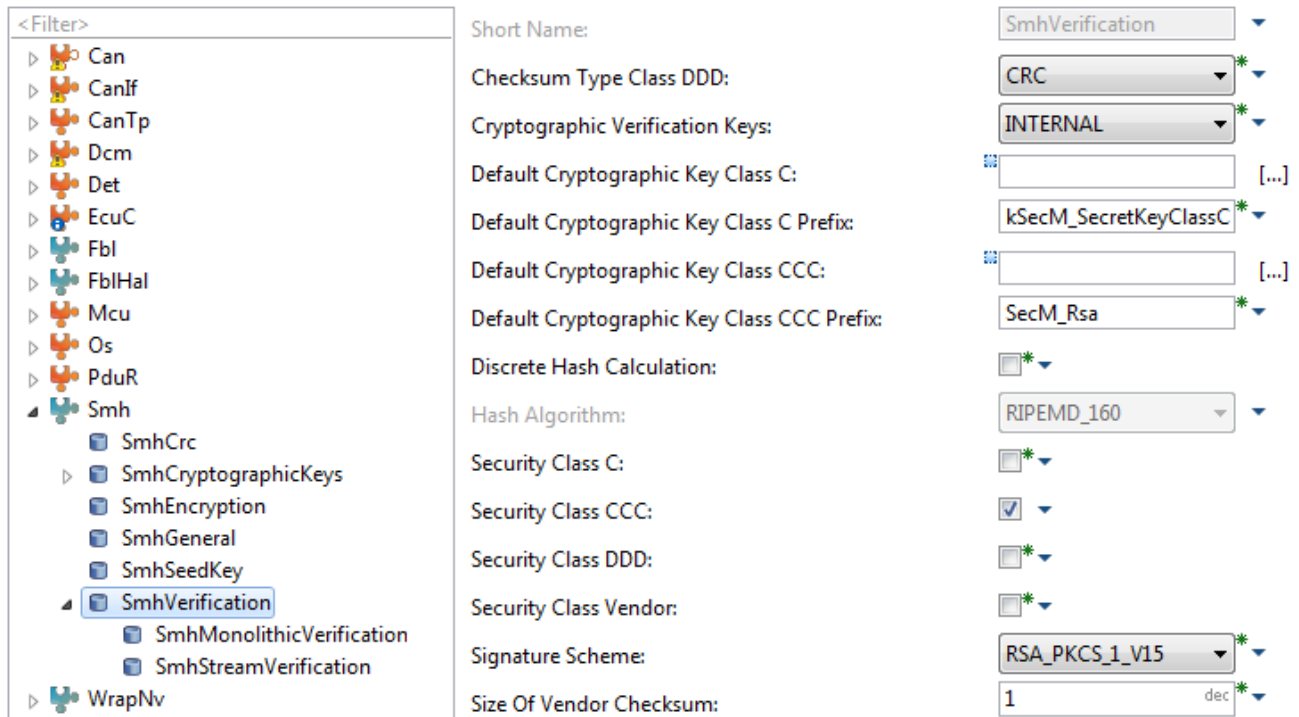 <Filter>
Can
CanIf
CanTp
Dcm
Det
EcuC
Fbl
FblHal
Mcu
Os
PduR
Smh
SmhCrc
SmhCryptographicKeys
SmhEncryption
SmhGeneral
SmhSeedKey
SmhVerification
SmhMonolithicVerification
SmhStreamVerification
WrapNv
Short Name: SmhVerification
Checksum Type Class DDD: CRC
Cryptographic Verification Keys: INTERNAL
Default Cryptographic Key Class C: [...]
Default Cryptographic Key Class C Prefix: kSecM_SecretKeyClassC
Default Cryptographic Key Class CCC: [...]
Default Cryptographic Key Class CCC Prefix: SecM_Rsa
Discrete Hash Calculation:
Hash Algorithm: RIPEMD_160
Security Class C:
Security Class CCC:
Security Class DDD:
Security Class Vendor:
Signature Scheme: RSA_PKCS_1_V15
Size Of Vendor Checksum: 1 dec